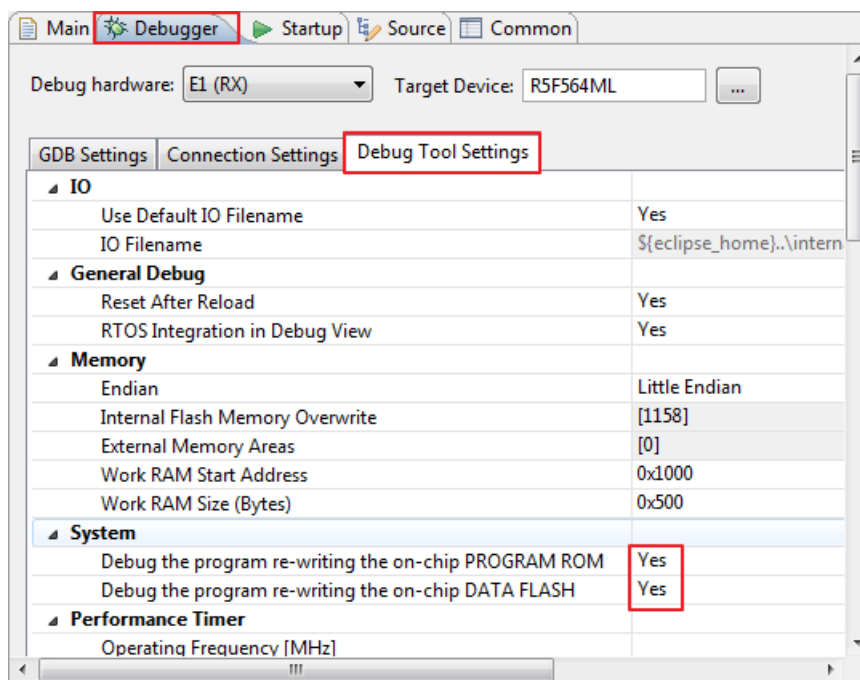 Main Debugger Startup Source Common
Debug hardware: E1 (RX) Target Device: R5F564ML ...
GDB Settings Connection Settings Debug Tool Settings
IO
Use Default IO Filename Yes
IO Filename ${eclipse_home}..\intern
General Debug
Reset After Reload Yes
RTOS Integration in Debug View Yes
Memory
Endian Little Endian
Internal Flash Memory Overwrite [1158]
External Memory Areas [0]
Work RAM Start Address 0x1000
Work RAM Size (Bytes) 0x500
System
Debug the program re-writing the on-chip PROGRAM ROM Yes
Debug the program re-writing the on-chip DATA FLASH Yes
Performance Timer
Operating Frequency [MHz]